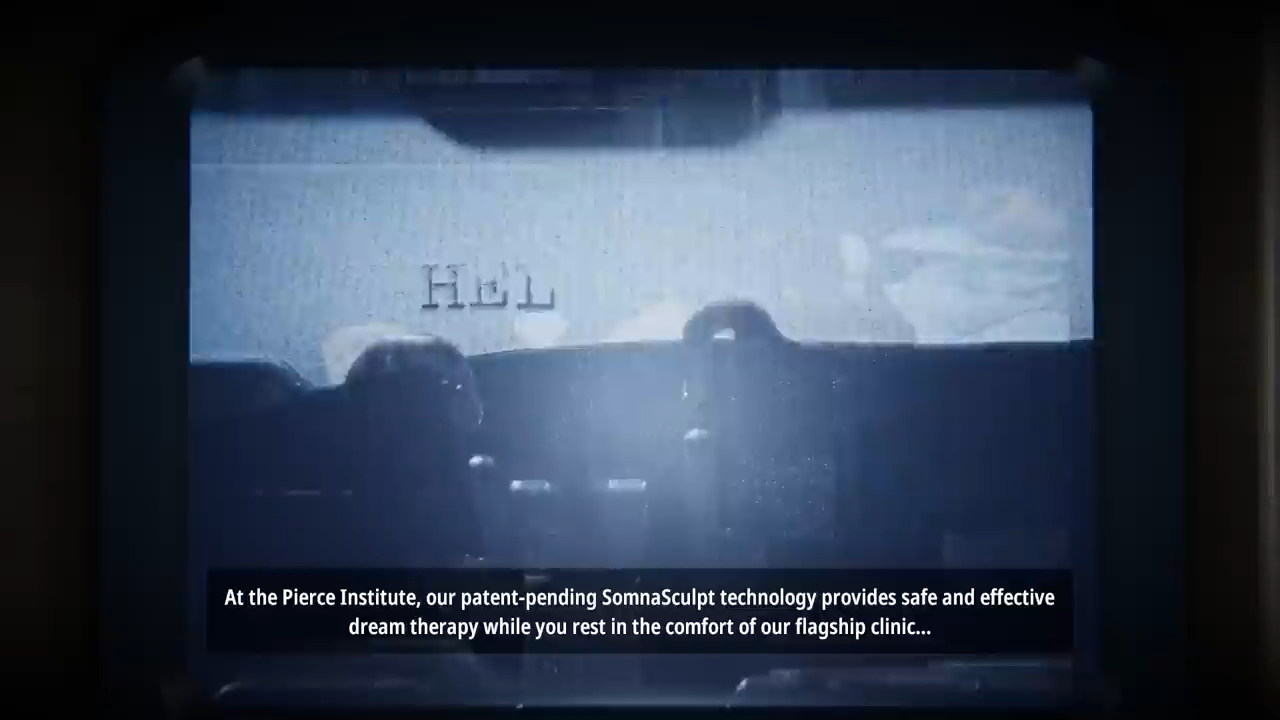 HEL
At the Pierce Institute, our patent-pending SomnaSculpt technology provides safe and effective
dream therapy while you rest in the comfort of our flagship clinic...